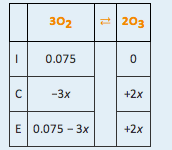 3O₂ ⇄ 2O₃
I 0.075 0
C −3x +2x
E 0.075 − 3x +2x